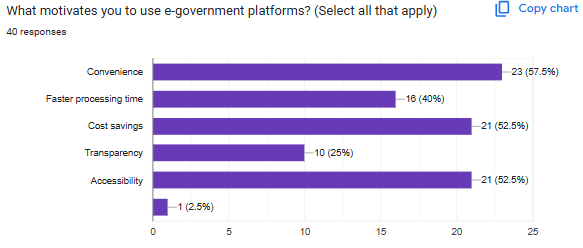 What motivates you to use e-government platforms? (Select all that apply)
Copy chart
40 responses
Convenience
23 (57.5%)
Faster processing time
16 (40%)
Cost savings
21 (52.5%)
Transparency
10 (25%)
Accessibility
21 (52.5%)
1 (2.5%)
0 5 10 15 20 25